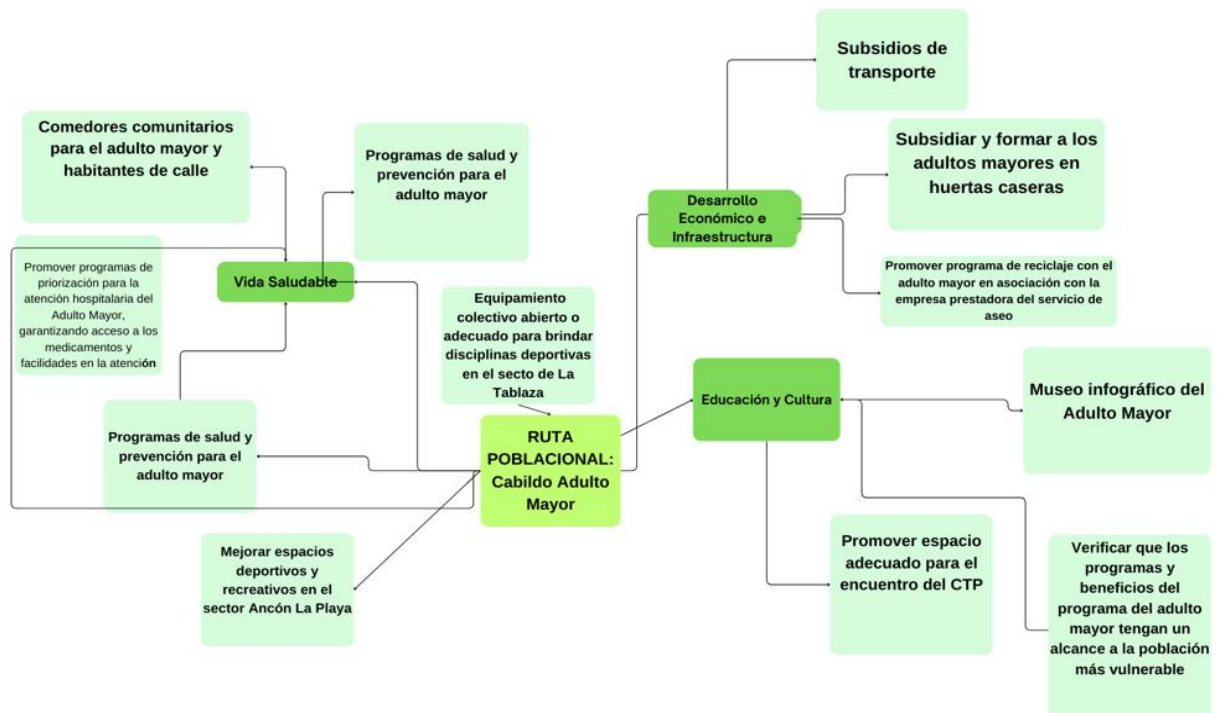 Subsidios de
transporte
Comedores comunitarios
para el adulto mayor y
habitantes de calle
Programas de salud y
prevención para el
adulto mayor
Subsidiar y formar a los
adultos mayores en
huertas caseras
Desarrollo
Económico e
Infraestructura
Promover programas de
priorización para la
atención hospitalaria del
Adulto Mayor,
garantizando acceso a los
medicamentos y
facilidades en la atención
Vida Saludable
Promover programa de reciclaje con el
adulto mayor en asociación con la
empresa prestadora del servicio de
aseo
Equipamiento
colectivo abierto o
adecuado para brindar
disciplinas deportivas
en el secto de La
Tablaza
Educación y Cultura
Museo infográfico del
Adulto Mayor
Programas de salud y
prevención para el
adulto mayor
RUTA
POBLACIONAL:
Cabildo Adulto
Mayor
Mejorar espacios
deportivos y
recreativos en el
sector Ancón La Playa
Promover espacio
adecuado para el
encuentro del CTP
Verificar que los
programas y
beneficios del
programa del adulto
mayor tengan un
alcance a la población
más vulnerable